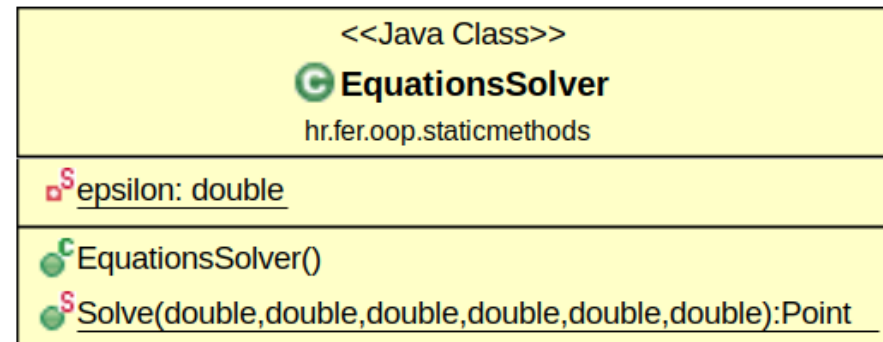 <<Java Class>>
C EquationsSolver
hr.fer.oop.staticmethods
S epsilon: double
C EquationsSolver()
S Solve(double,double,double,double,double,double):Point